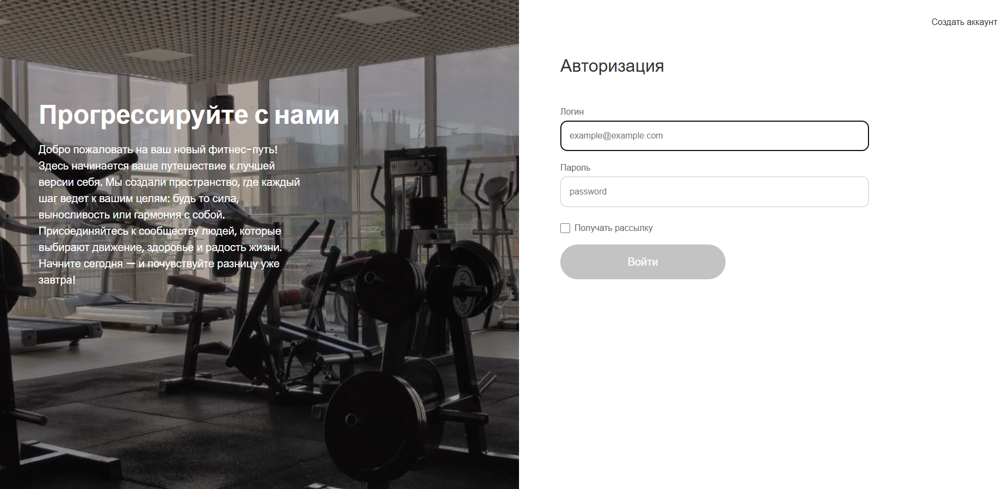 Создать аккаунт
Прогрессируйте с нами
Добро пожаловать на ваш новый фитнес-путь!
Здесь начинается ваше путешествие к лучшей
версии себя. Мы создали пространство, где каждый
шаг ведет к вашим целям: будь то сила,
выносливость или гармония с собой.
Присоединяйтесь к сообществу людей, которые
выбирают движение, здоровье и радость жизни.
Начните сегодня — и почувствуйте разницу уже
завтра!
Авторизация
Логин
example@example.com
Пароль
password
Получать рассылку
Войти